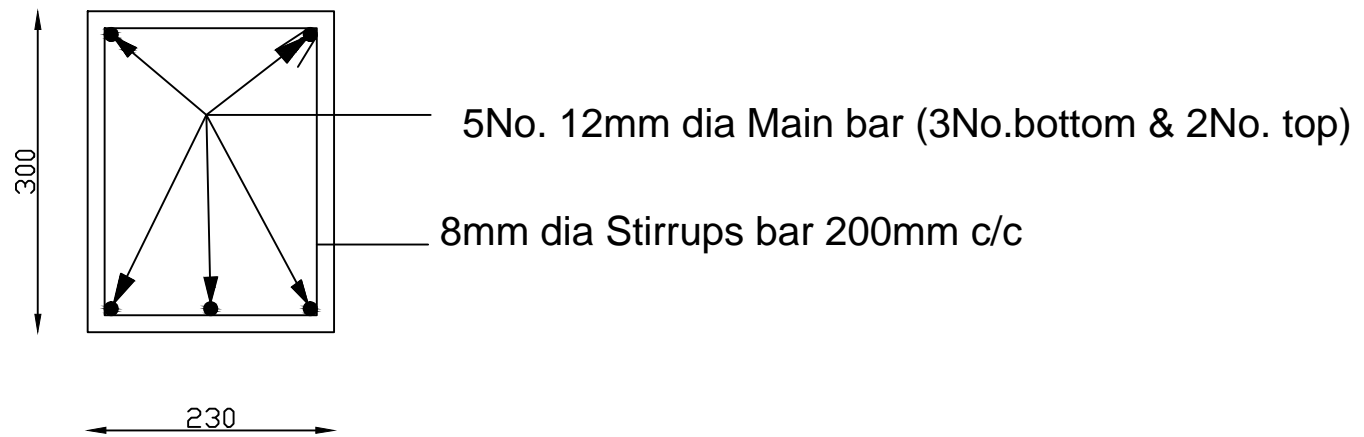 5No. 12mm dia Main bar (3No.bottom & 2No. top)
300
8mm dia Stirrups bar 200mm c/c
230